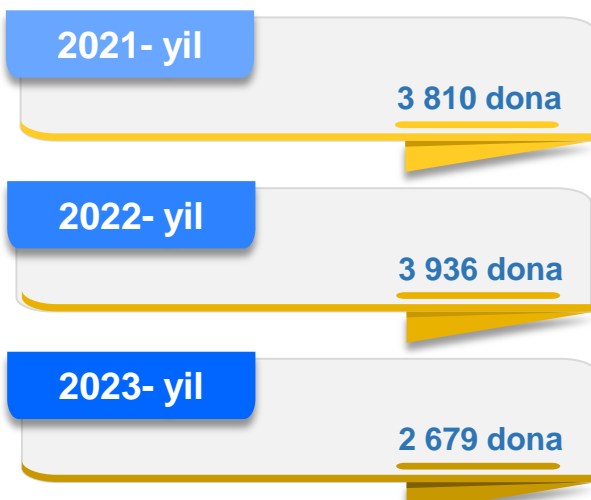 2021- yil
3 810 dona
2022- yil
3 936 dona
2023- yil
2 679 dona